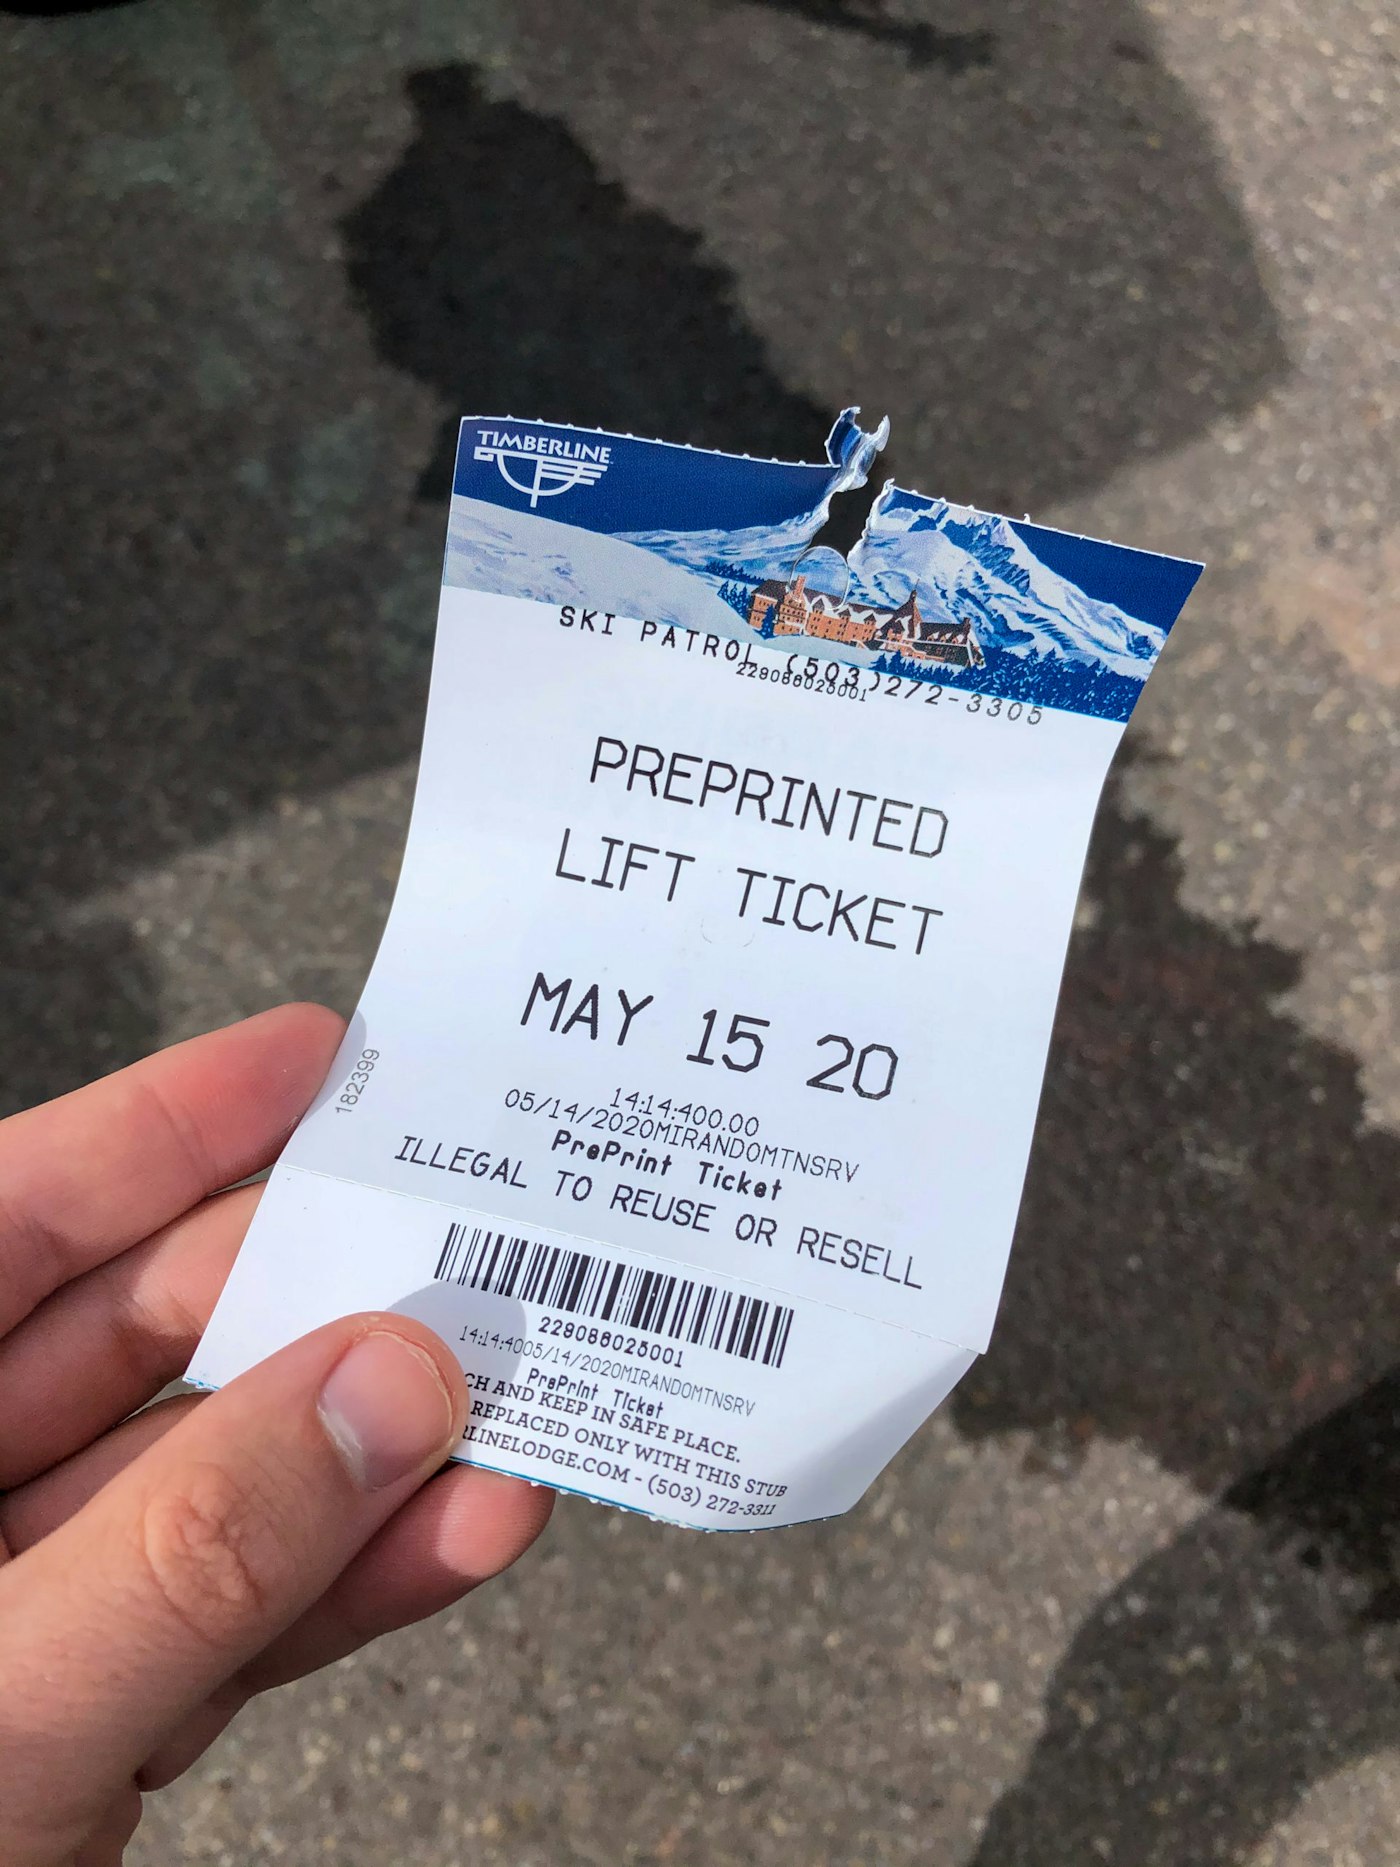 TIMBERLINE
SKI PATROL (503)272-3305
229086025001
PREPRINTED
LIFT TICKET
MAY 15 20
14:14:400.00
05/14/2020MIRANDOMTNSRV
PrePrint Ticket
ILLEGAL TO REUSE OR RESELL
182399
229086025001
14:14:4005/14/2020MIRANDOMTNSRV
PrePrint Ticket
CH AND KEEP IN SAFE PLACE.
REPLACED ONLY WITH THIS STUB
RLINELODGE.COM - (503) 272-3311